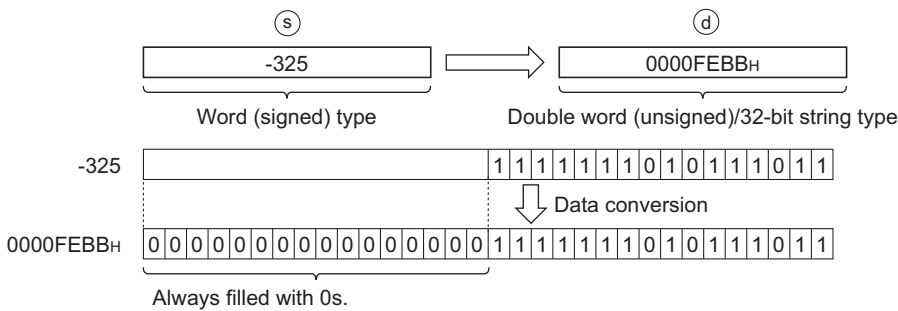 s d
-325 0000FEBBH
Word (signed) type Double word (unsigned)/32-bit string type
-325 1 1 1 1 1 1 1 0 1 0 1 1 1 0 1 1
Data conversion
0000FEBBH 0 0 0 0 0 0 0 0 0 0 0 0 0 0 0 0 1 1 1 1 1 1 1 0 1 0 1 1 1 0 1 1
Always filled with 0s.